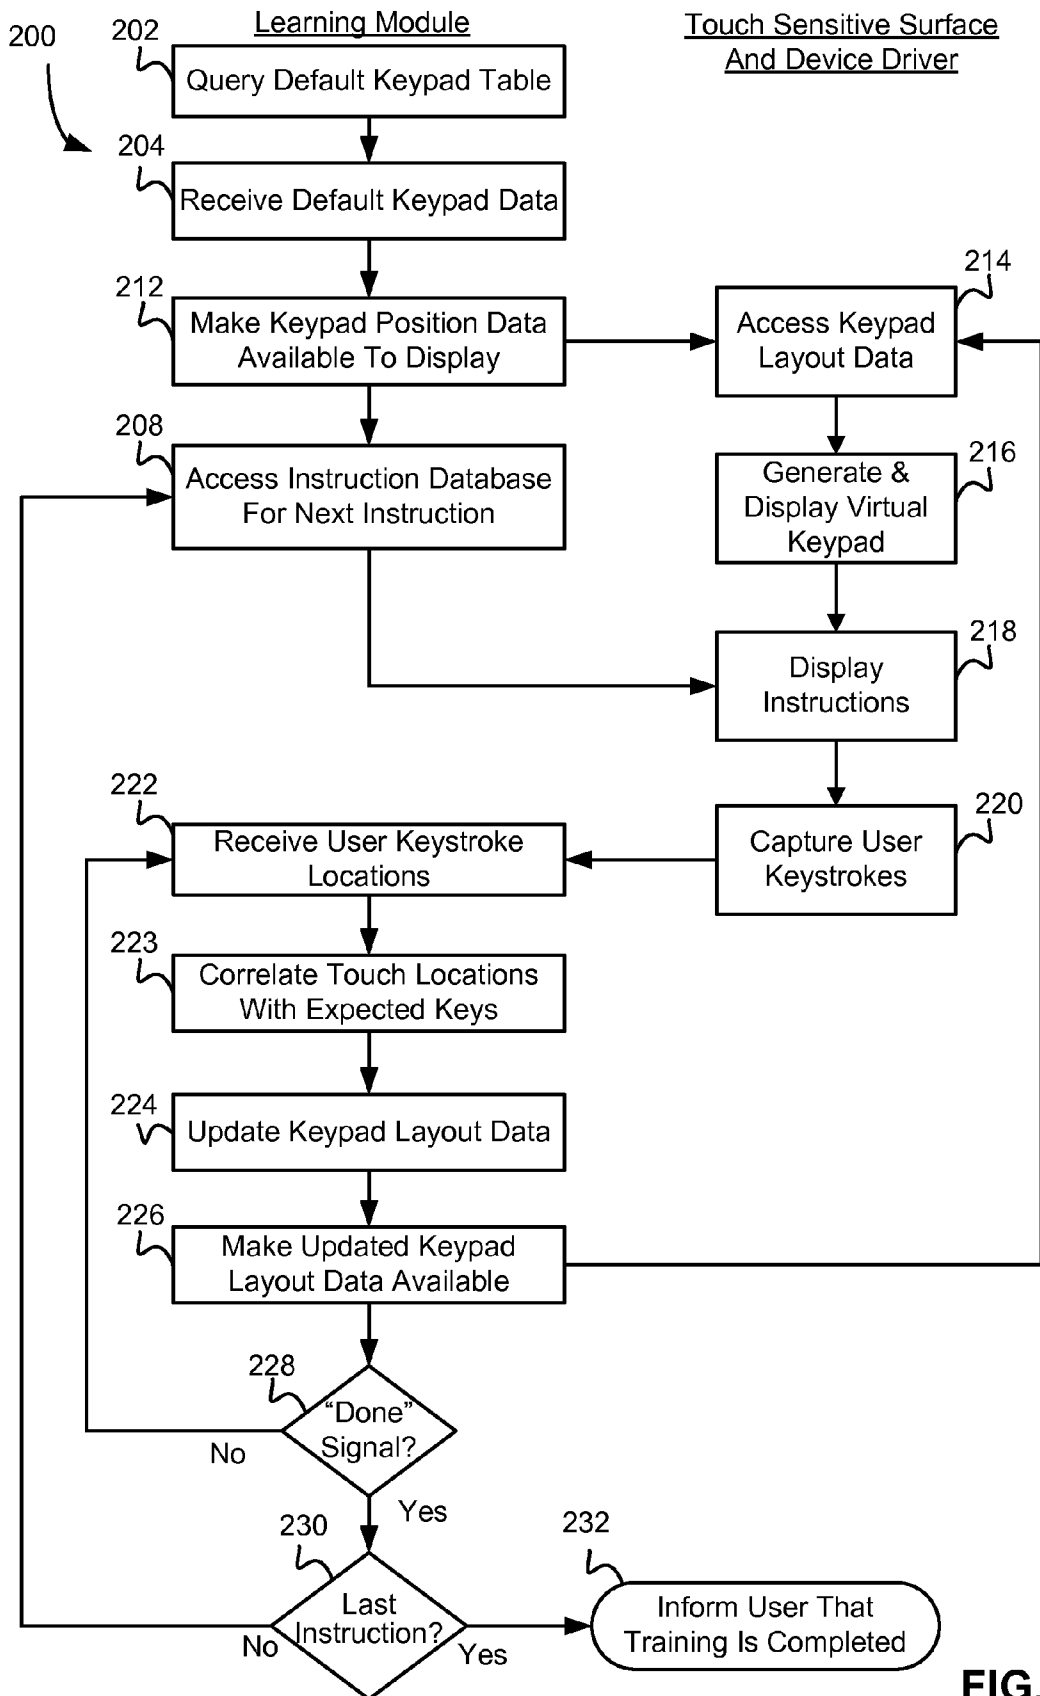 Learning Module
Touch Sensitive Surface
And Device Driver
200
202
Query Default Keypad Table
204
Receive Default Keypad Data
212
Make Keypad Position Data
Available To Display
214
Access Keypad
Layout Data
208
Access Instruction Database
For Next Instruction
216
Generate &
Display Virtual
Keypad
218
Display
Instructions
222
Receive User Keystroke
Locations
220
Capture User
Keystrokes
223
Correlate Touch Locations
With Expected Keys
224
Update Keypad Layout Data
226
Make Updated Keypad
Layout Data Available
228
“Done”
Signal?
No
Yes
230
Last
Instruction?
No
Yes
232
Inform User That
Training Is Completed
FIG.